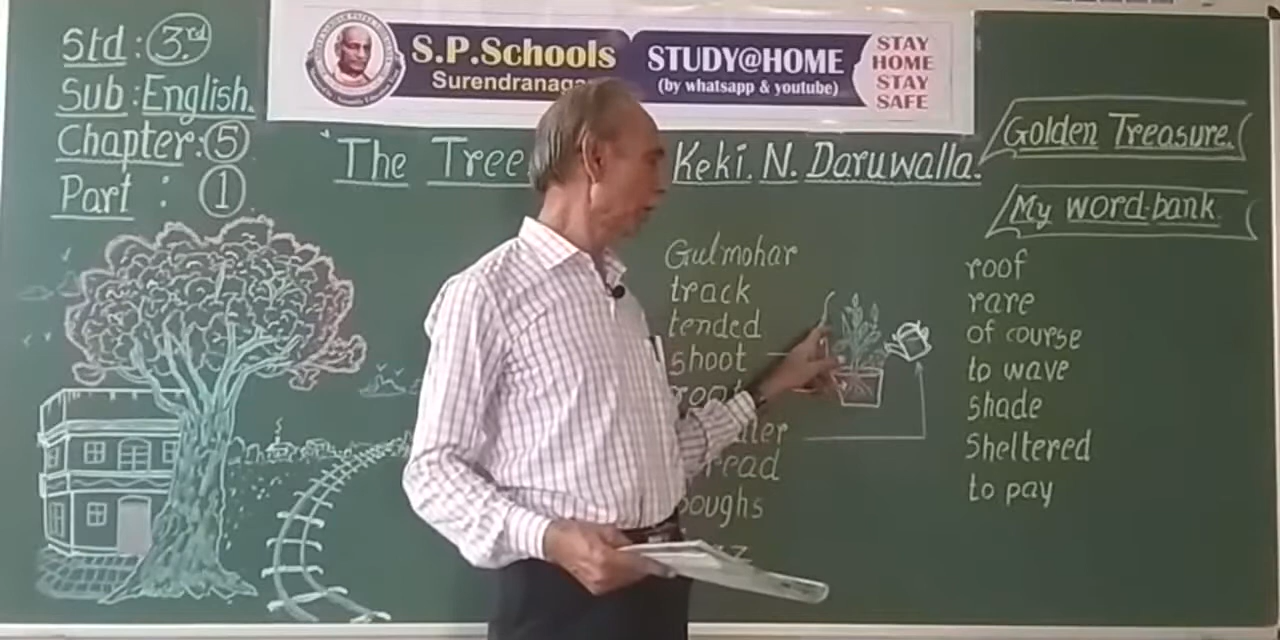 Std : 3rd
Sub : English.
Chapter : 5
Part : 1
S.P.Schools
Surendranagar
STUDY@HOME
(by whatsapp & youtube)
STAY
HOME
STAY
SAFE
"The Tree Keki. N. Daruwalla.
Gulmohar
track
tended
shoot
boughs
Golden Treasure.
My word-bank
roof
rare
of course
to wave
shade
Sheltered
to pay